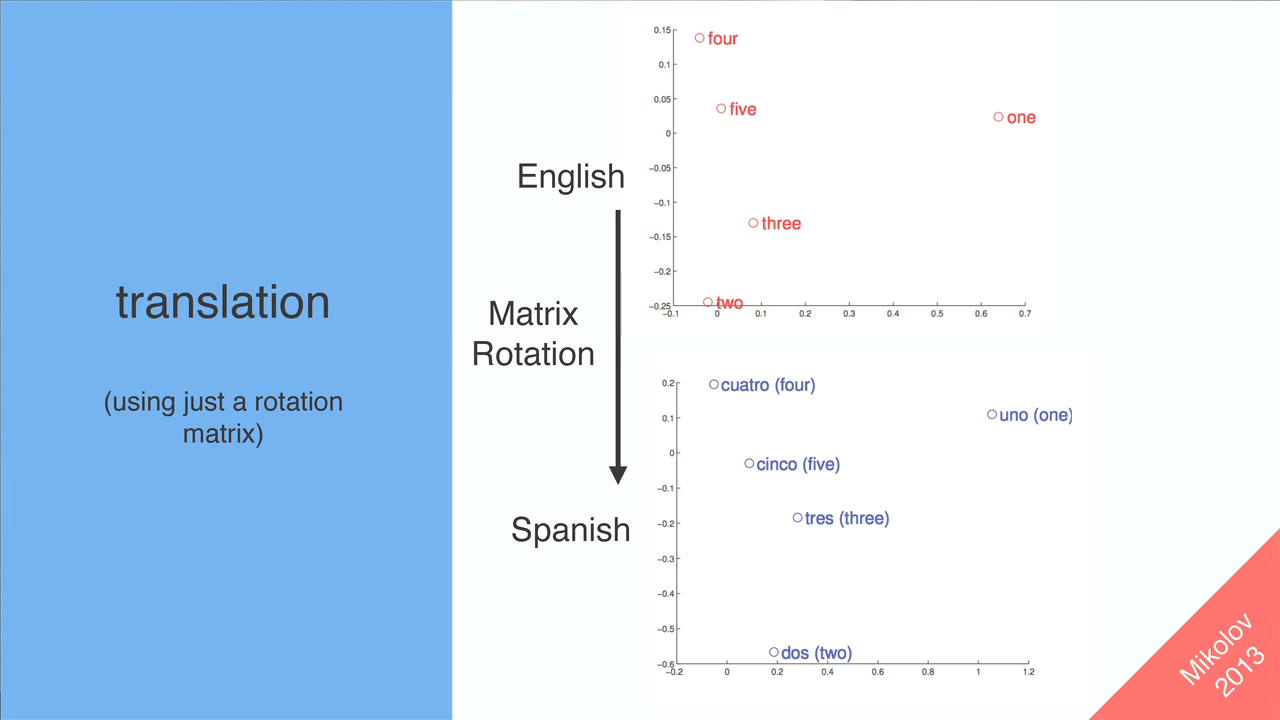 translation
(using just a rotation
matrix)
English
Matrix
Rotation
Spanish
0.15
0.1
0.05
0
−0.05
−0.1
−0.15
−0.2
−0.25
−0.1
0
0.1
0.2
0.3
0.4
0.5
0.6
0.7
four
five
one
three
two
0.2
0.1
0
−0.1
−0.2
−0.3
−0.4
−0.5
−0.6
−0.2
0
0.2
0.4
0.6
0.8
1
1.2
cuatro (four)
uno (one)
cinco (five)
tres (three)
dos (two)
Mikolov
2013